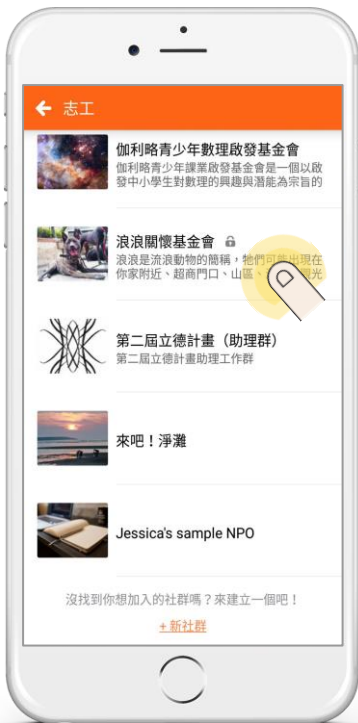 志工
伽利略青少年數理啟發基金會
伽利略青少年課業啟發基金會是一個以啟
發中小學生對數理的興趣與潛能為宗旨的
浪浪關懷基金會
浪浪是流浪動物的簡稱，牠們可能出現在
你家附近、超商門口、山區、
光
第二屆立德計畫（助理群）
第二屆立德計畫助理工作群
來吧！淨灘
Jessica's sample NPO
沒找到你想加入的社群嗎？來建立一個吧！
+ 新社群